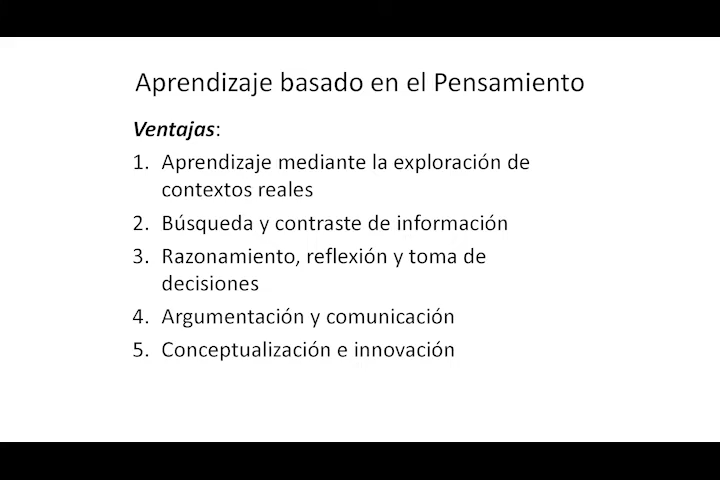 Aprendizaje basado en el Pensamiento
Ventajas:
1. Aprendizaje mediante la exploración de
contextos reales
2. Búsqueda y contraste de información
3. Razonamiento, reflexión y toma de
decisiones
4. Argumentación y comunicación
5. Conceptualización e innovación